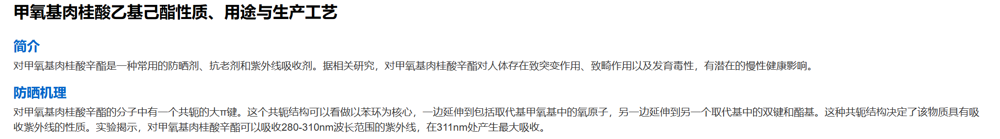 甲氧基肉桂酸乙基己酯性质、用途与生产工艺
简介
对甲氧基肉桂酸辛酯是一种常用的防晒剂、抗老剂和紫外线吸收剂。据相关研究，对甲氧基肉桂酸辛酯对人体存在致突变作用、致畸作用以及发育毒性，有潜在的慢性健康影响。
防晒机理
对甲氧基肉桂酸辛酯的分子中有一个共轭的大π键。这个共轭结构可以看做以苯环为核心，一边延伸到包括取代基甲氧基中的氧原子，另一边延伸到另一个取代基中的双键和酯基。这种共轭结构决定了该物质具有吸
收紫外线的性质。实验揭示，对甲氧基肉桂酸辛酯可以吸收280-310nm波长范围的紫外线，在311nm处产生最大吸收。